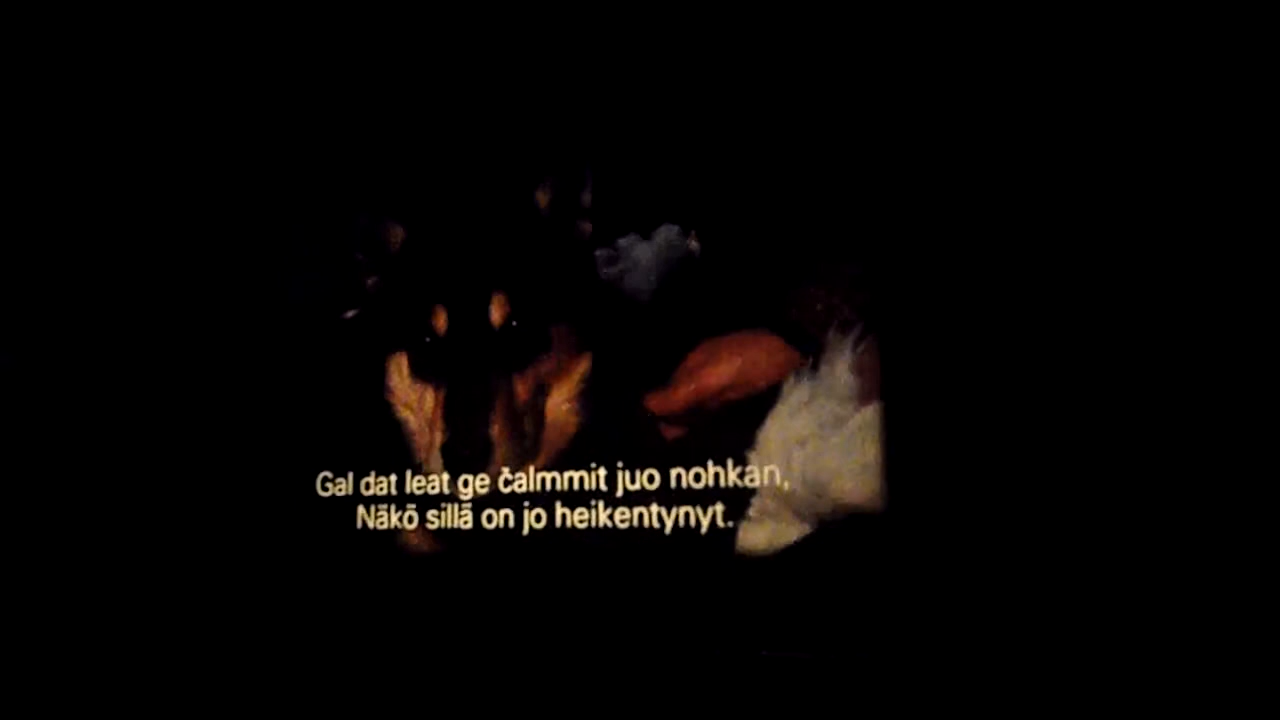 Gal dat leat ge čalmmit juo nohkan,
Näkö sillä on jo heikentynyt.